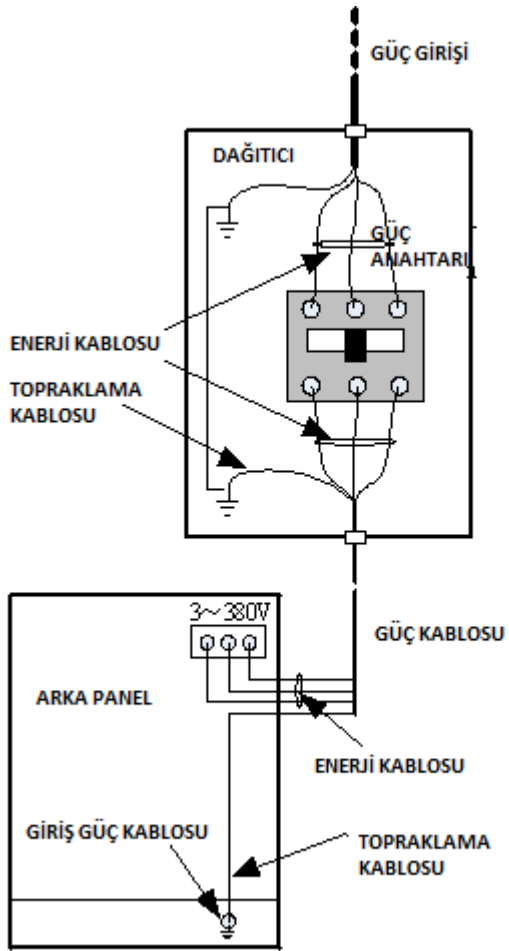 GÜÇ GİRİŞİ
DAĞITICI
GÜÇ
ANAHTARI
ENERJİ KABLOSU
TOPRAKLAMA
KABLOSU
3～380V
GÜÇ KABLOSU
ARKA PANEL
ENERJİ KABLOSU
GİRİŞ GÜÇ KABLOSU
TOPRAKLAMA
KABLOSU